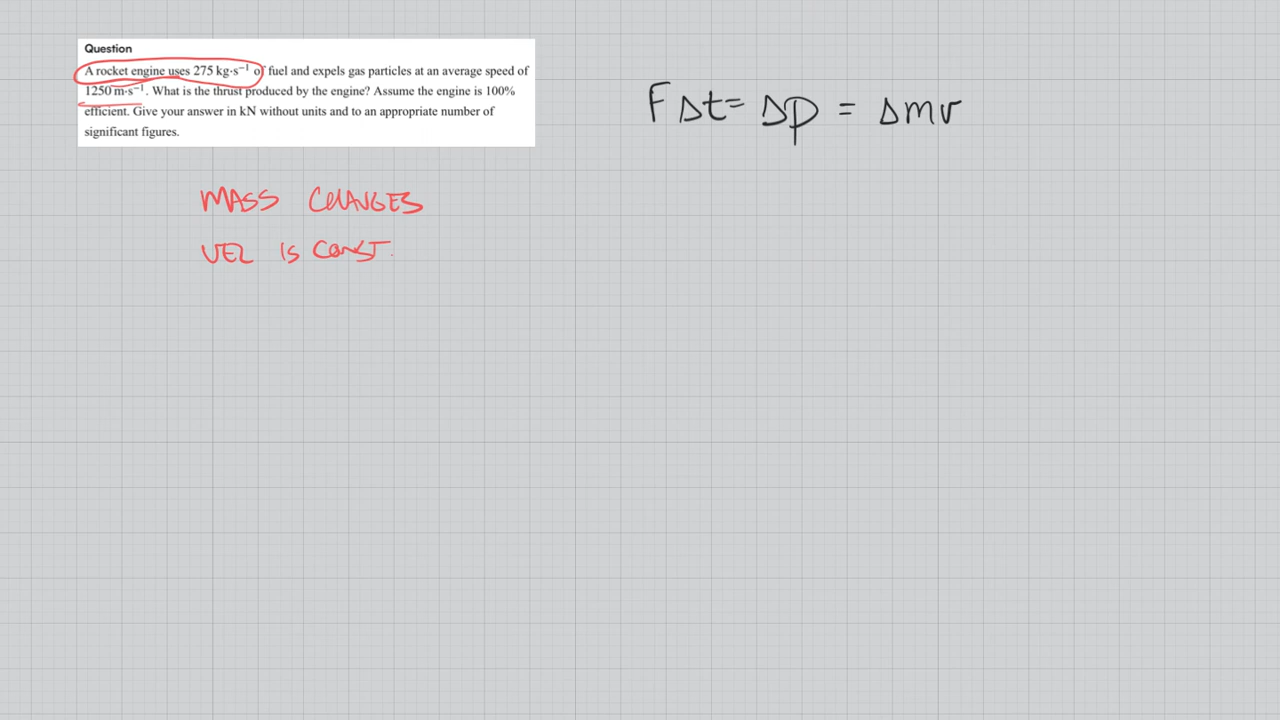 Question
A rocket engine uses 275 kg·s⁻¹ of fuel and expels gas particles at an average speed of
1250 m·s⁻¹. What is the thrust produced by the engine? Assume the engine is 100%
efficient. Give your answer in kN without units and to an appropriate number of
significant figures.
F Δt = Δp = Δmv
MASS CHANGES
VEL IS CONST.